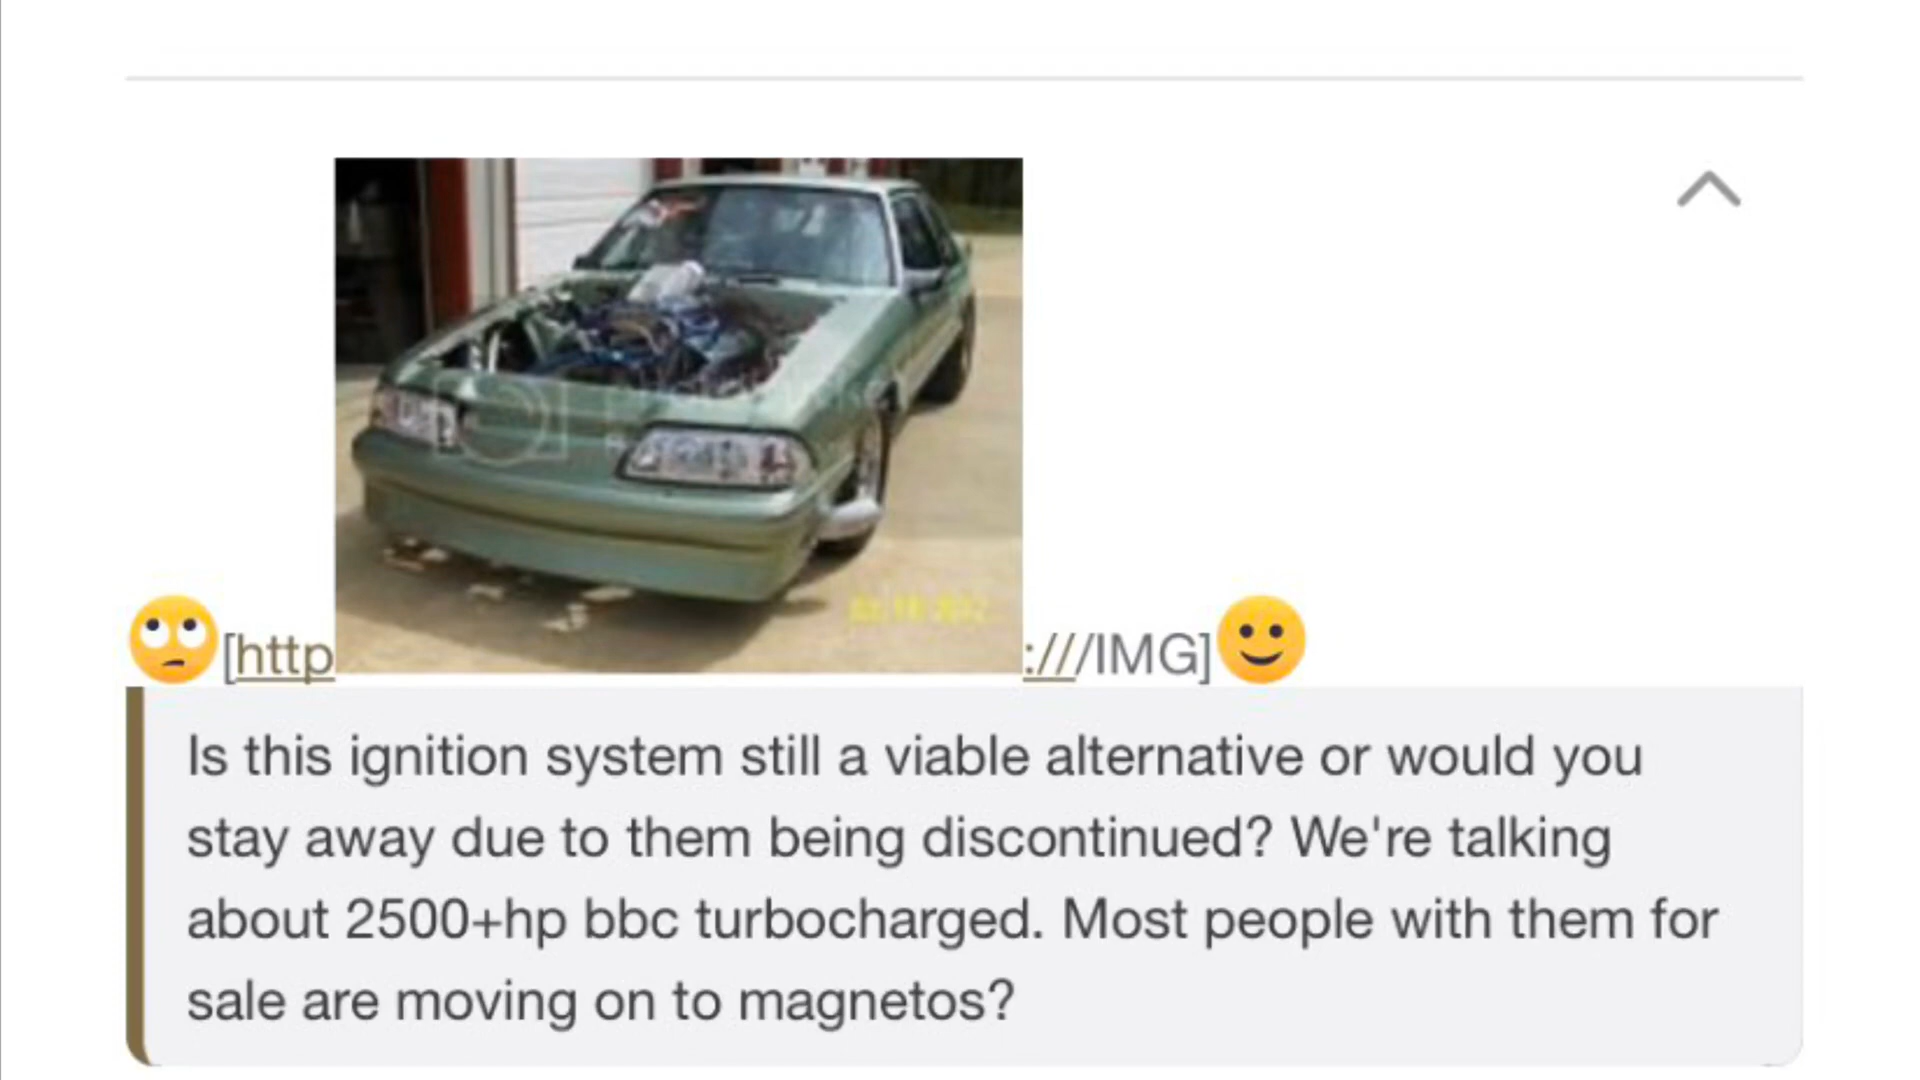 [http:///IMG]
Is this ignition system still a viable alternative or would you
stay away due to them being discontinued? We're talking
about 2500+hp bbc turbocharged. Most people with them for
sale are moving on to magnetos?